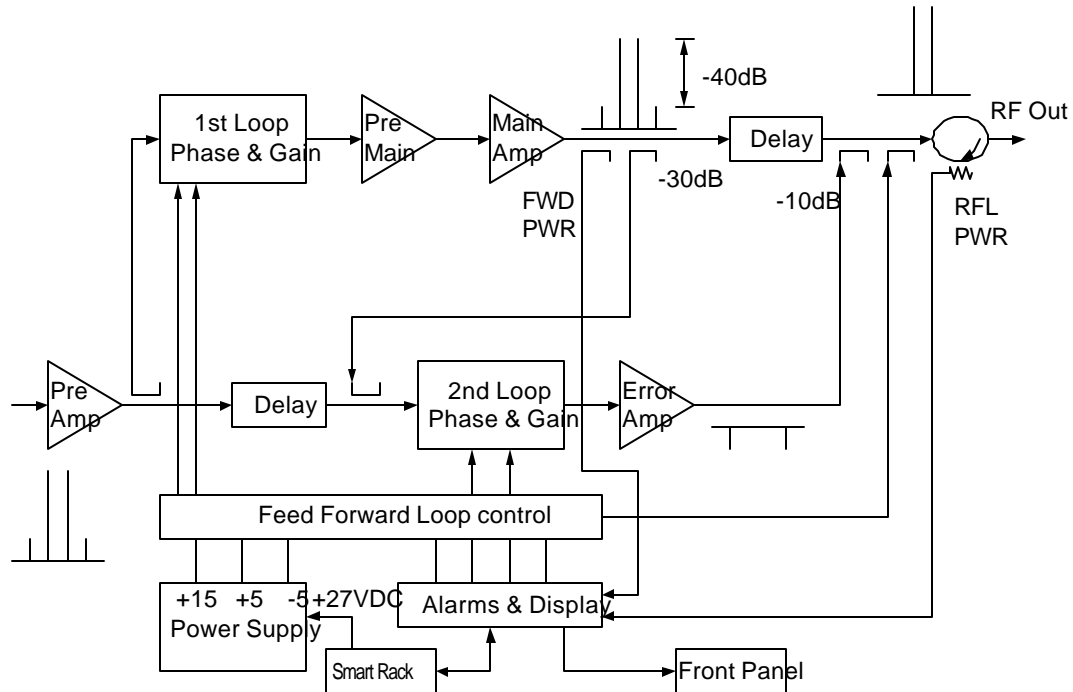 -40dB
RF Out
1st Loop
Phase & Gain
Pre
Main
Main
Amp
Delay
-30dB
-10dB
FWD
PWR
RFL
PWR
Pre
Amp
Delay
2nd Loop
Phase & Gain
Error
Amp
Feed Forward Loop control
+15 +5 -5 +27VDC
Power Supply
Alarms & Display
Smart Rack
Front Panel